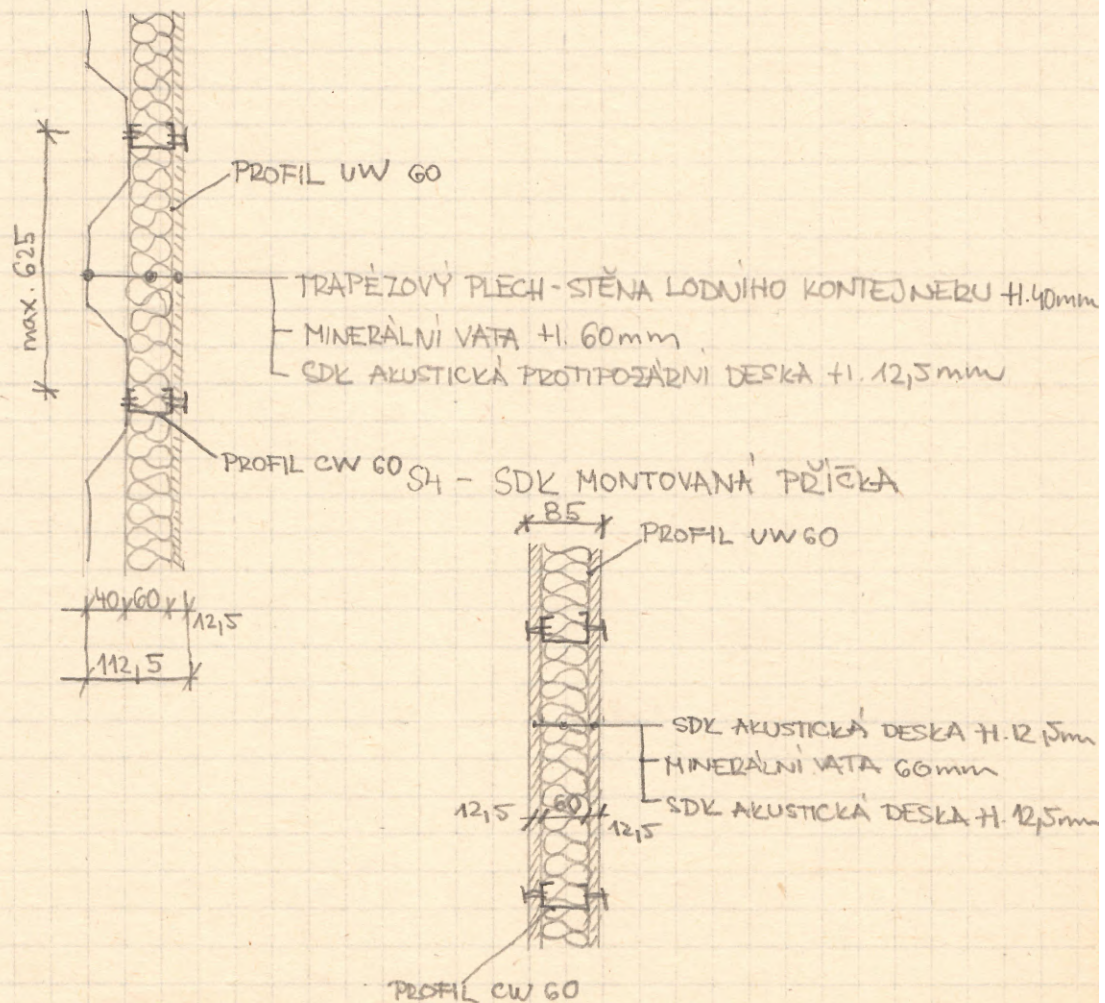 PROFIL UW 60
max. 625
TRAPÉZOVÝ PLECH - STĚNA LODNÍHO KONTEJNERU tl. 40mm
MINERÁLNÍ VATA tl. 60mm
SDK AKUSTICKÁ PROTIPOŽÁRNÍ DESKA tl. 12,5mm
PROFIL CW 60
40 60 12,5
112,5
S4 - SDK MONTOVANÁ PŘÍČKA
85
PROFIL UW 60
SDK AKUSTICKÁ DESKA tl. 12,5mm
MINERÁLNÍ VATA 60mm
SDK AKUSTICKÁ DESKA tl. 12,5mm
12,5 60 12,5
PROFIL CW 60